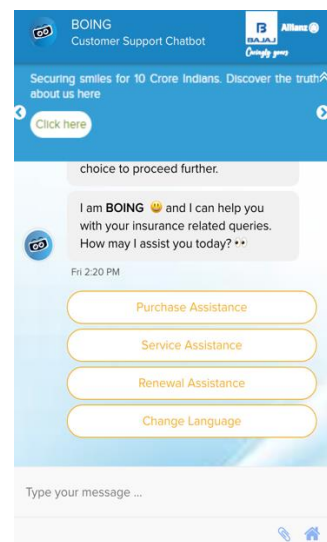 BOING
Customer Support Chatbot
B
BAJAJ
Allianz
Caringly yours
Securing smiles for 10 Crore Indians. Discover the truth
about us here
Click here
choice to proceed further.
I am BOING 😃 and I can help you
with your insurance related queries.
How may I assist you today? 👀
Fri 2:20 PM
Purchase Assistance
Service Assistance
Renewal Assistance
Change Language
Type your message ...